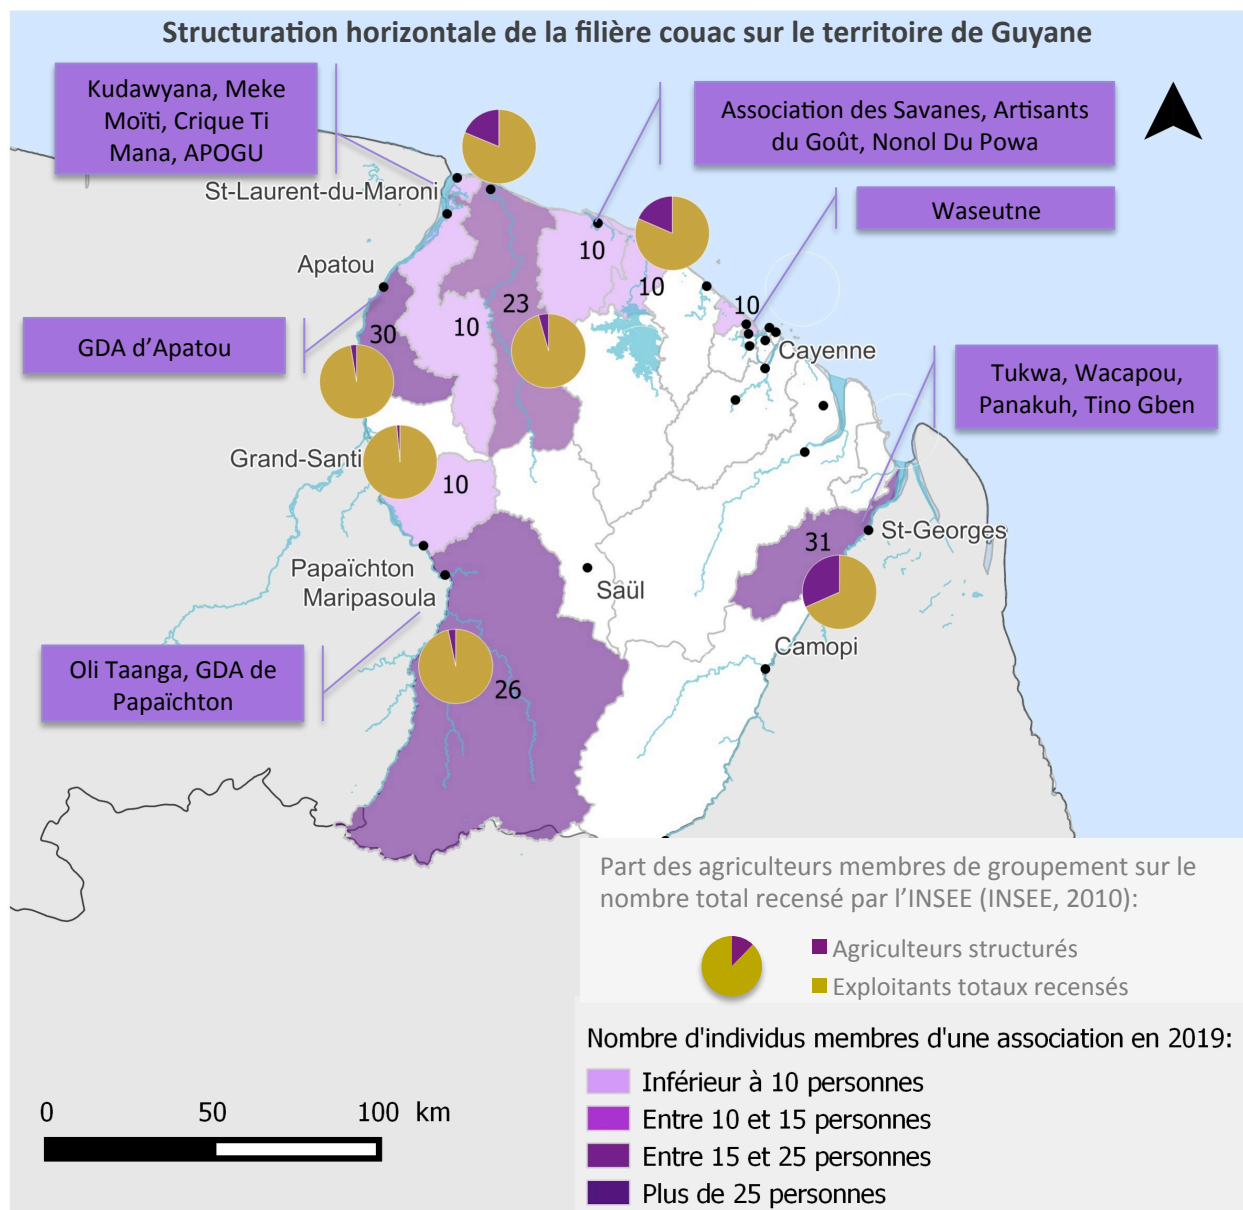 Structuration horizontale de la filière couac sur le territoire de Guyane
Kudawyana, Meke
Moïti, Crique Ti
Mana, APOGU
Association des Savanes, Artisants
du Goût, Nonol Du Powa
Waseutne
St-Laurent-du-Maroni
Apatou
GDA d’Apatou
10
10
10
23
30
10
Cayenne
Tukwa, Wacapou,
Panakuh, Tino Gben
Grand-Santi
10
31
St-Georges
Papaïchton
Maripasoula
Saül
Camopi
Oli Taanga, GDA de
Papaïchton
26
Part des agriculteurs membres de groupement sur le
nombre total recensé par l’INSEE (INSEE, 2010):
Agriculteurs structurés
Exploitants totaux recensés
Nombre d'individus membres d'une association en 2019:
Inférieur à 10 personnes
Entre 10 et 15 personnes
Entre 15 et 25 personnes
Plus de 25 personnes
0 50 100 km